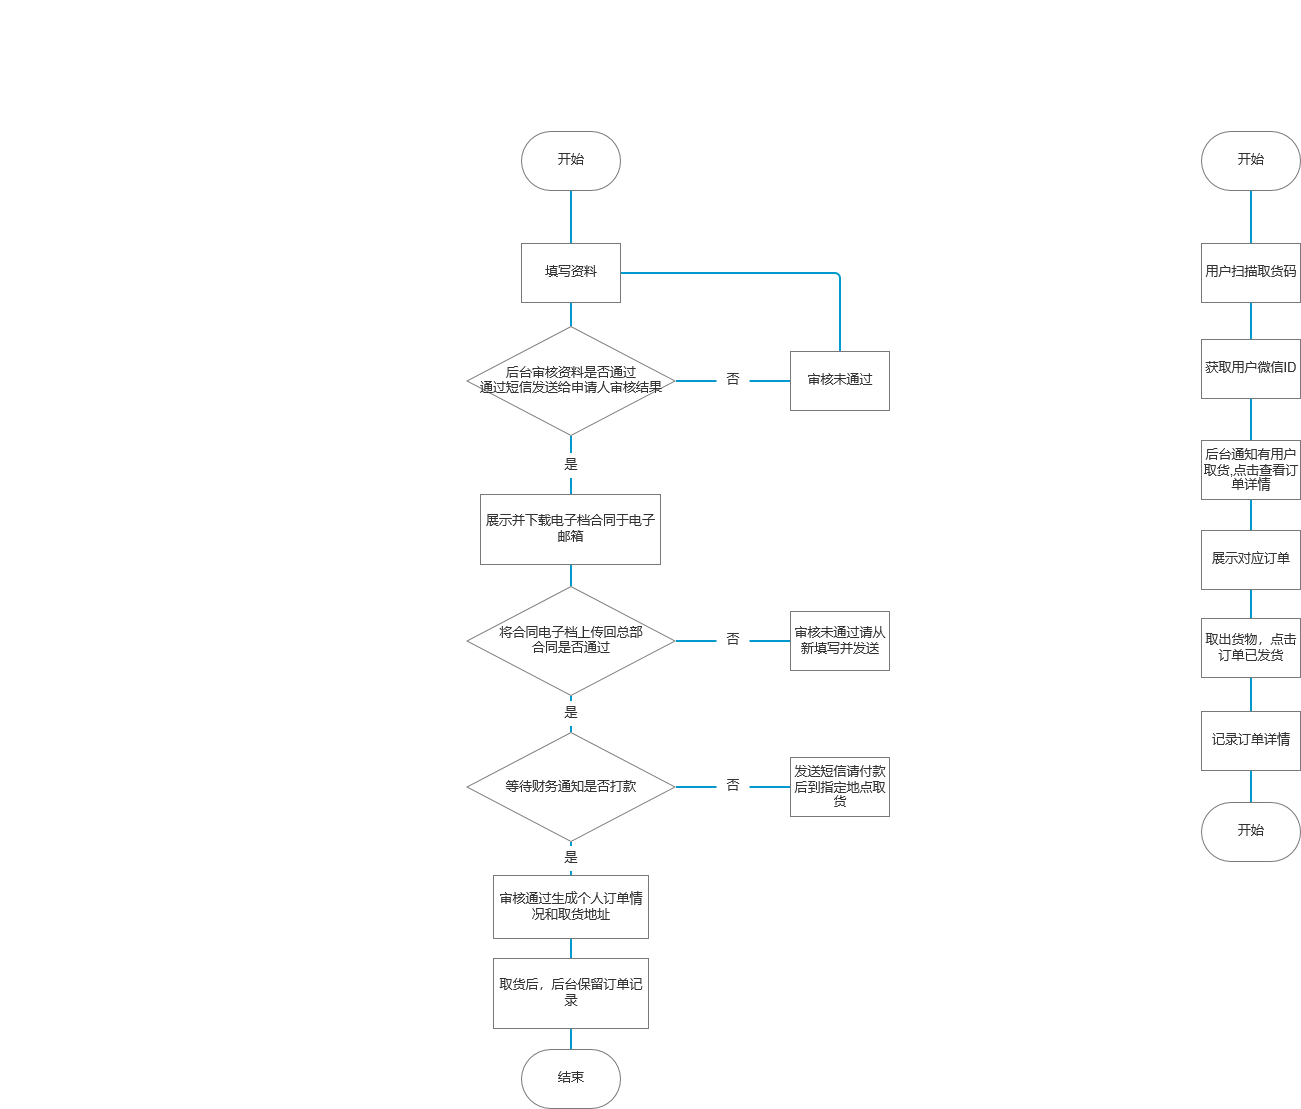 开始
填写资料
后台审核资料是否通过
通过短信发送给申请人审核结果
否
审核未通过
是
展示并下载电子档合同于电子
邮箱
将合同电子档上传回总部
合同是否通过
否
审核未通过请从
新填写并发送
是
等待财务通知是否打款
否
发送短信请付款
后到指定地点取
货
是
审核通过生成个人订单情
况和取货地址
取货后，后台保留订单记
录
结束
开始
用户扫描取货码
获取用户微信ID
后台通知有用户
取货,点击查看订
单详情
展示对应订单
取出货物，点击
订单已发货
记录订单详情
开始